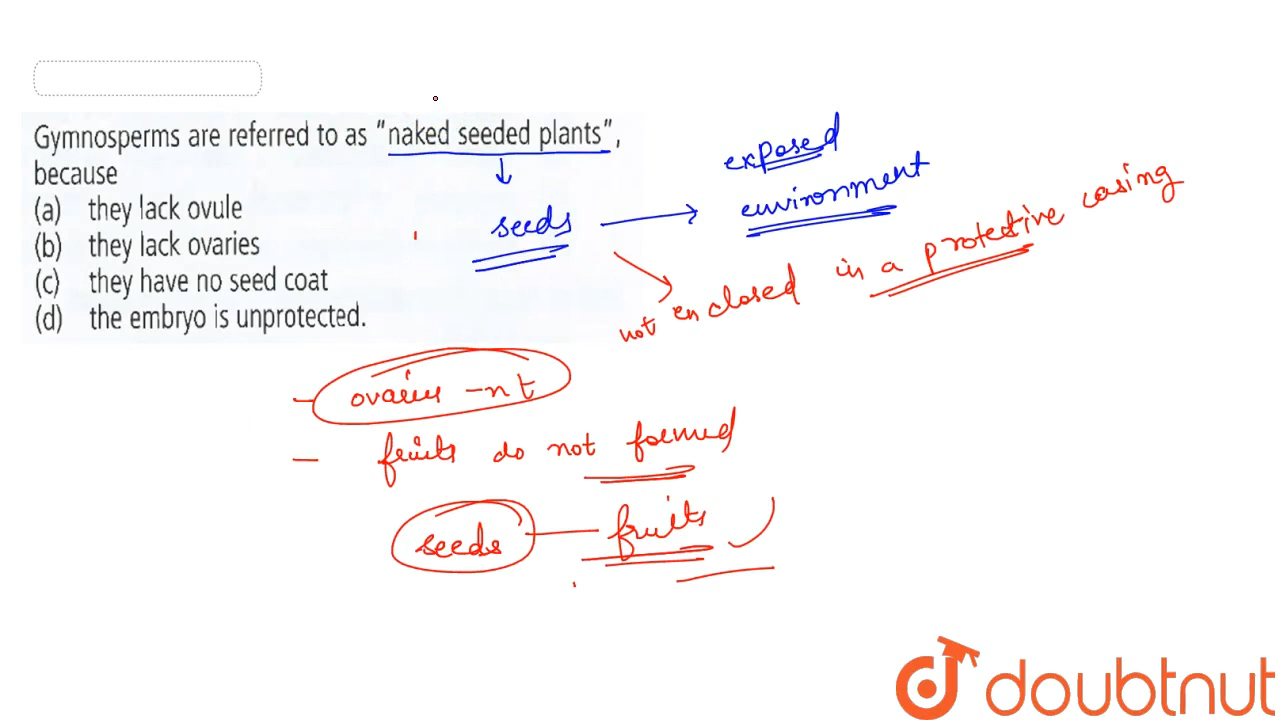 Gymnosperms are referred to as "naked seeded plants",
because
(a) they lack ovule
(b) they lack ovaries
(c) they have no seed coat
(d) the embryo is unprotected.
seeds
exposed
environment
not enclosed in a protective casing
- ovaries - n t
- fruits do not formed
seeds — fruits
doubtnut